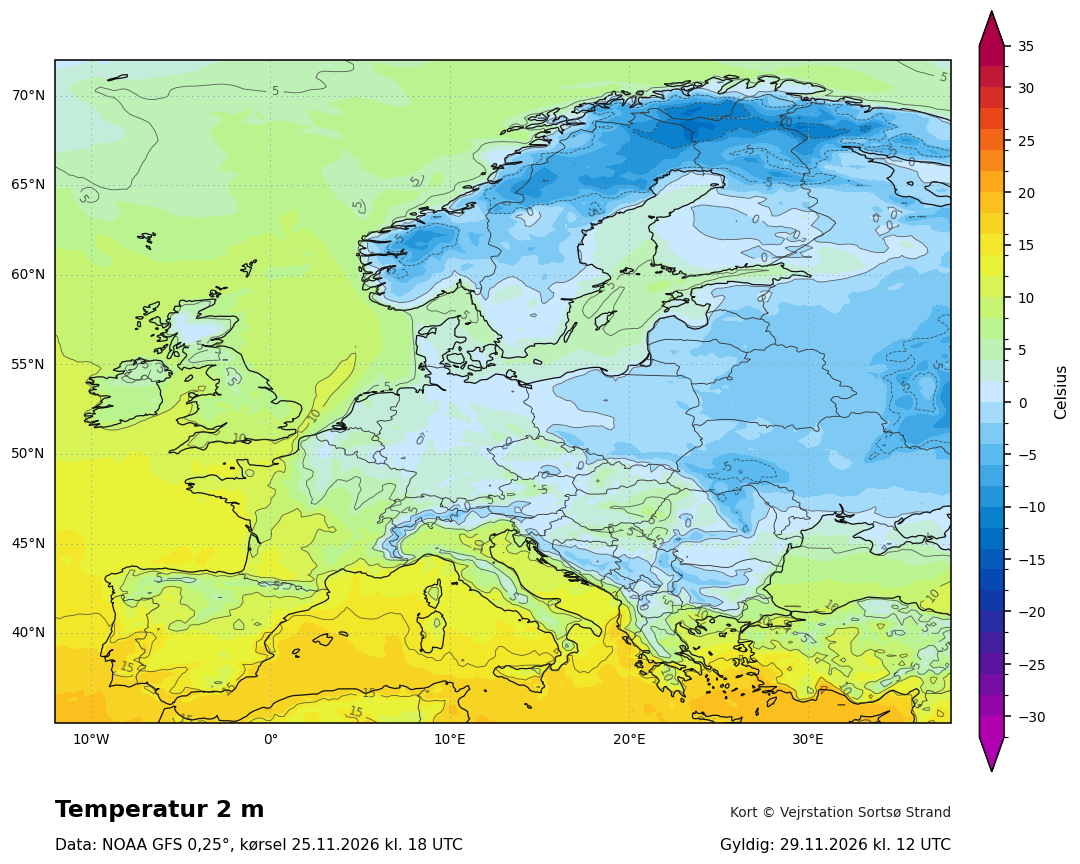 35
30
25
20
15
10
5
0
−5
−10
−15
−20
−25
−30
Celsius
70°N
65°N
60°N
55°N
50°N
45°N
40°N
10°W
0°
10°E
20°E
30°E
Temperatur 2 m
Kort © Vejrstation Sortsø Strand
Data: NOAA GFS 0,25°, kørsel 25.11.2026 kl. 18 UTC
Gyldig: 29.11.2026 kl. 12 UTC